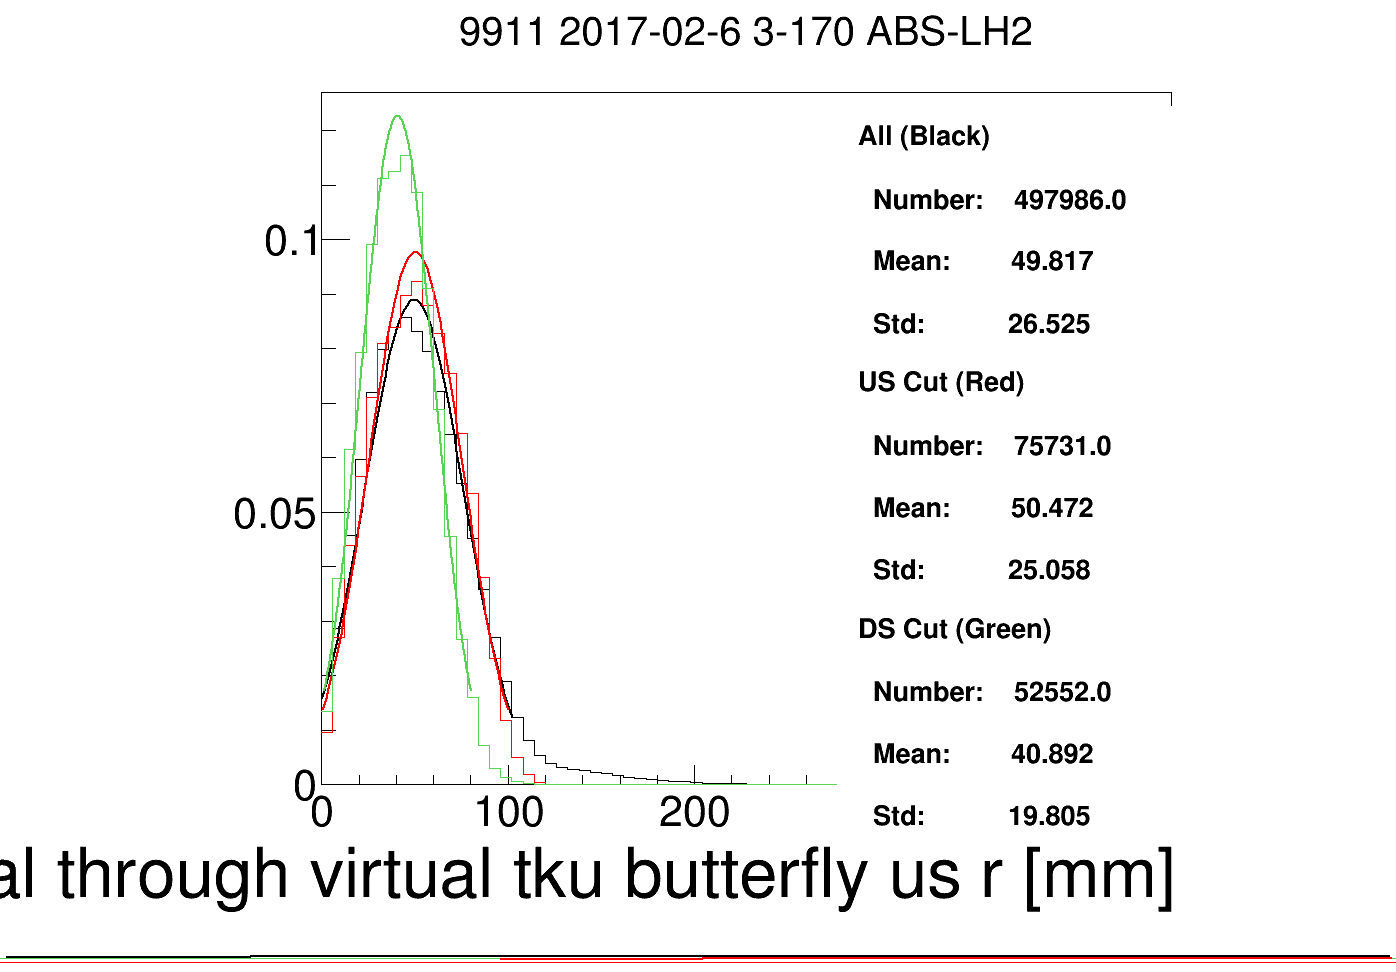 9911 2017-02-6 3-170 ABS-LH2
All (Black)
Number: 497986.0
Mean: 49.817
Std: 26.525
US Cut (Red)
Number: 75731.0
Mean: 50.472
Std: 25.058
DS Cut (Green)
Number: 52552.0
Mean: 40.892
Std: 19.805
0.1
0.05
0
0 100 200
through virtual tku butterfly us r [mm]